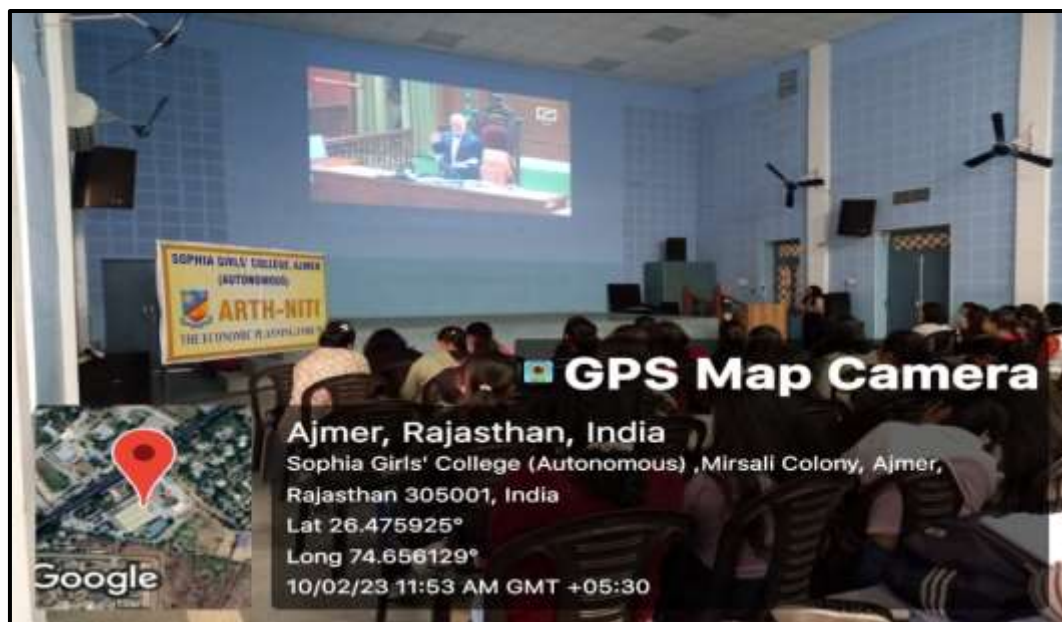 SOPHIA GIRLS' COLLEGE, AJMER
(AUTONOMOUS)
ARTH-NITI
THE ECONOMIC PLANNING FORUM
GPS Map Camera
Ajmer, Rajasthan, India
Sophia Girls' College (Autonomous) ,Mirsali Colony, Ajmer,
Rajasthan 305001, India
Lat 26.475925°
Long 74.656129°
10/02/23 11:53 AM GMT +05:30
Google